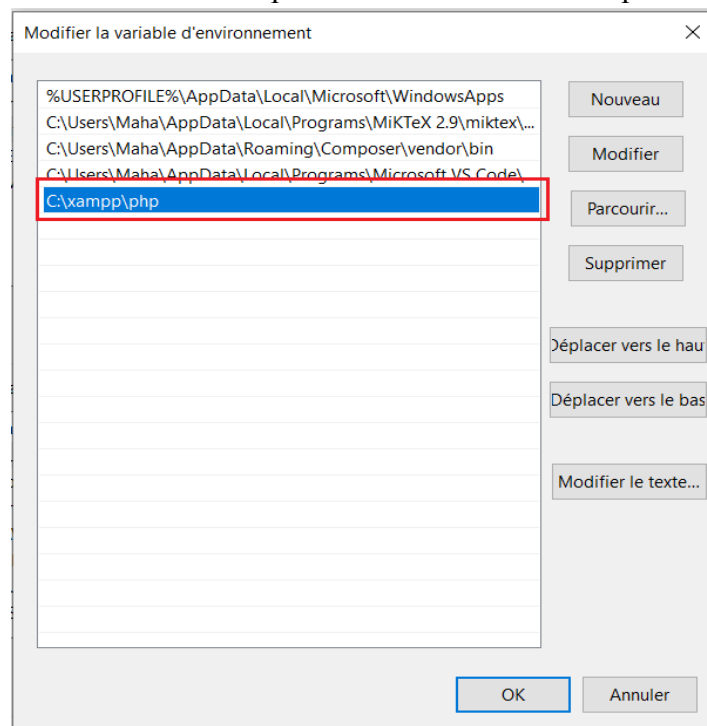 Modifier la variable d'environnement
%USERPROFILE%\AppData\Local\Microsoft\WindowsApps
C:\Users\Maha\AppData\Local\Programs\MiKTeX 2.9\miktex\...
C:\Users\Maha\AppData\Roaming\Composer\vendor\bin
C:\Users\Maha\AppData\Local\Programs\Microsoft VS Code\
C:\xampp\php
Nouveau
Modifier
Parcourir...
Supprimer
Déplacer vers le hau
Déplacer vers le bas
Modifier le texte...
OK
Annuler